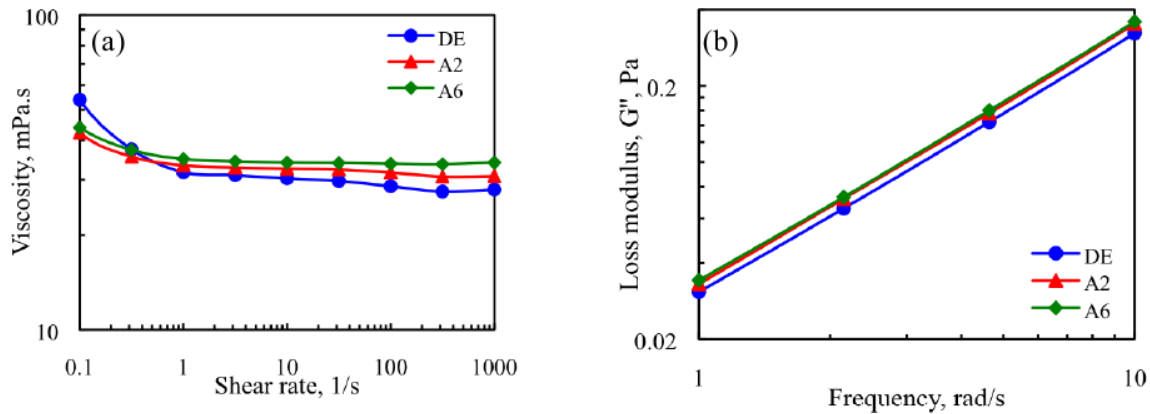 (a)
100
10
Viscosity, mPa.s
DE
A2
A6
0.1
1
10
100
1000
Shear rate, 1/s
(b)
0.2
0.02
Loss modulus, G", Pa
DE
A2
A6
1
10
Frequency, rad/s